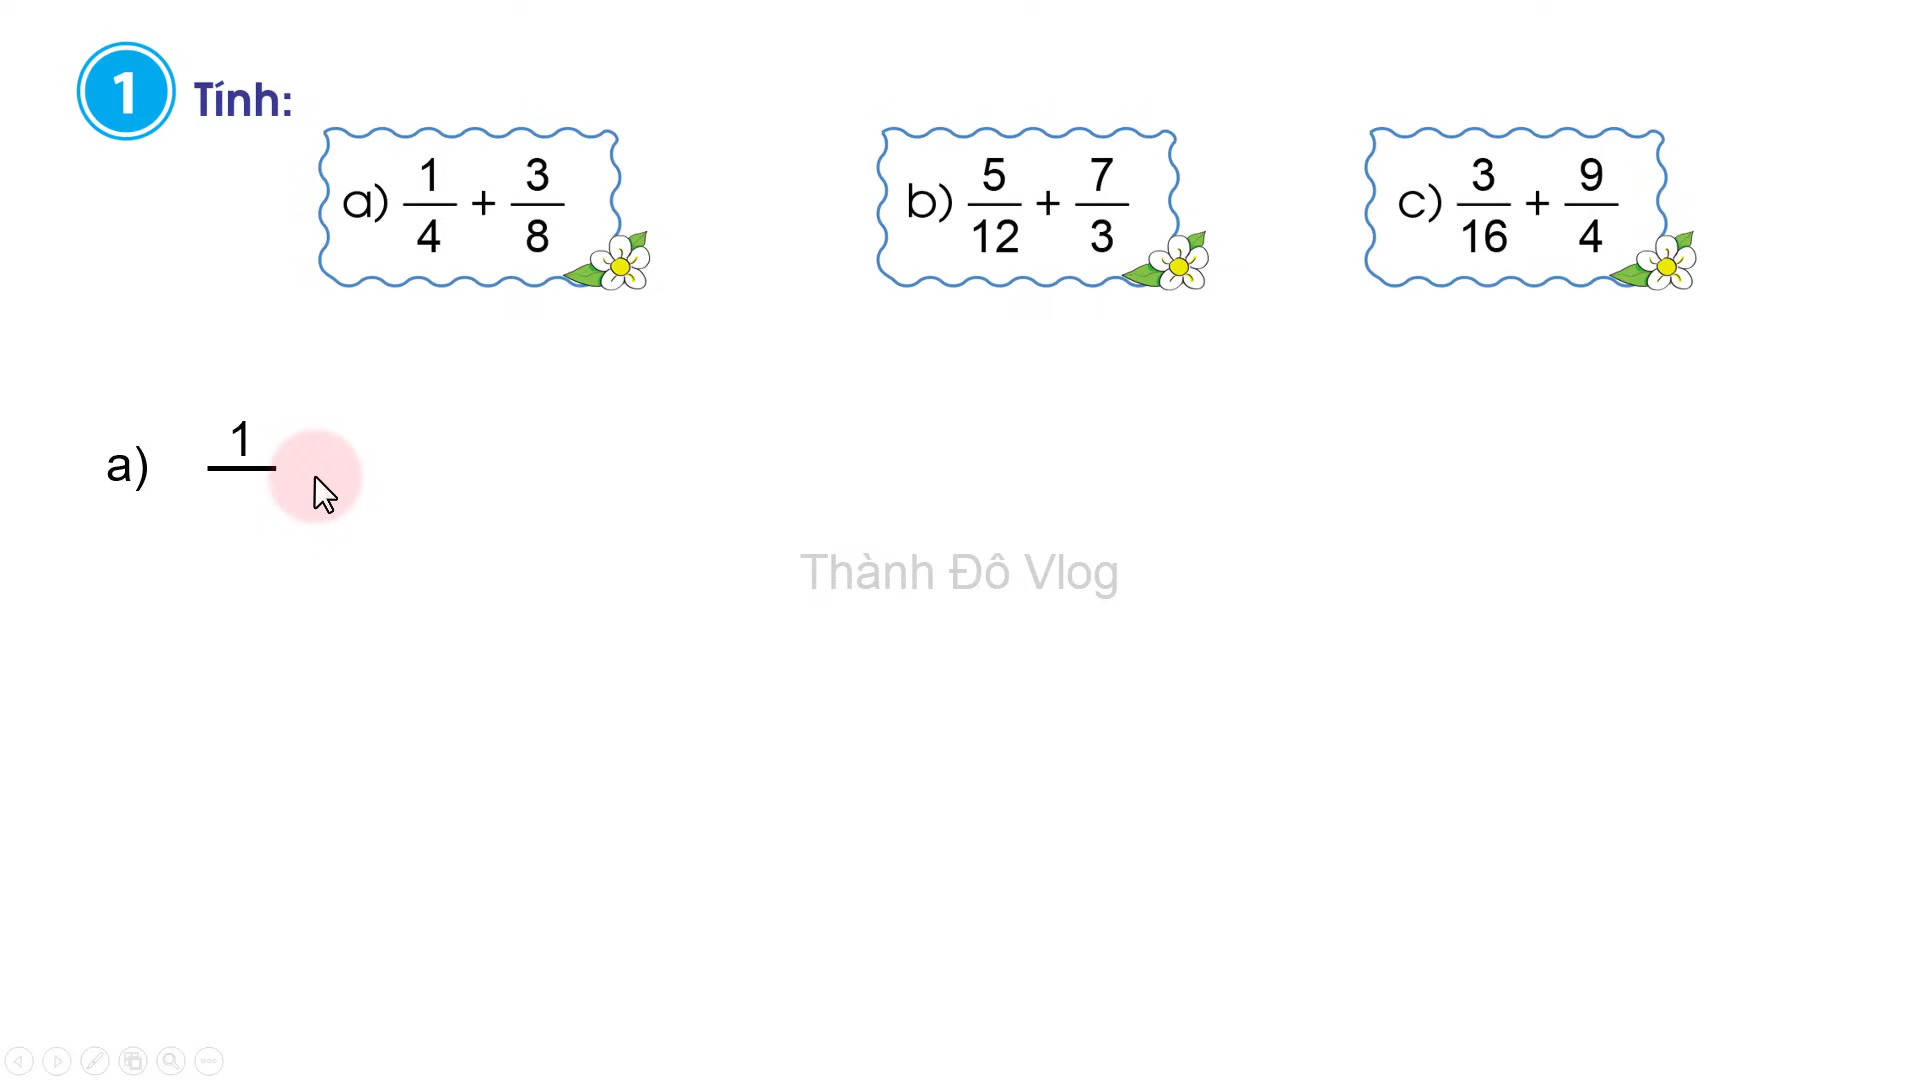 1 Tính:
a) 1/4 + 3/8
b) 5/12 + 7/3
c) 3/16 + 9/4
a) 1
Thành Đô Vlog